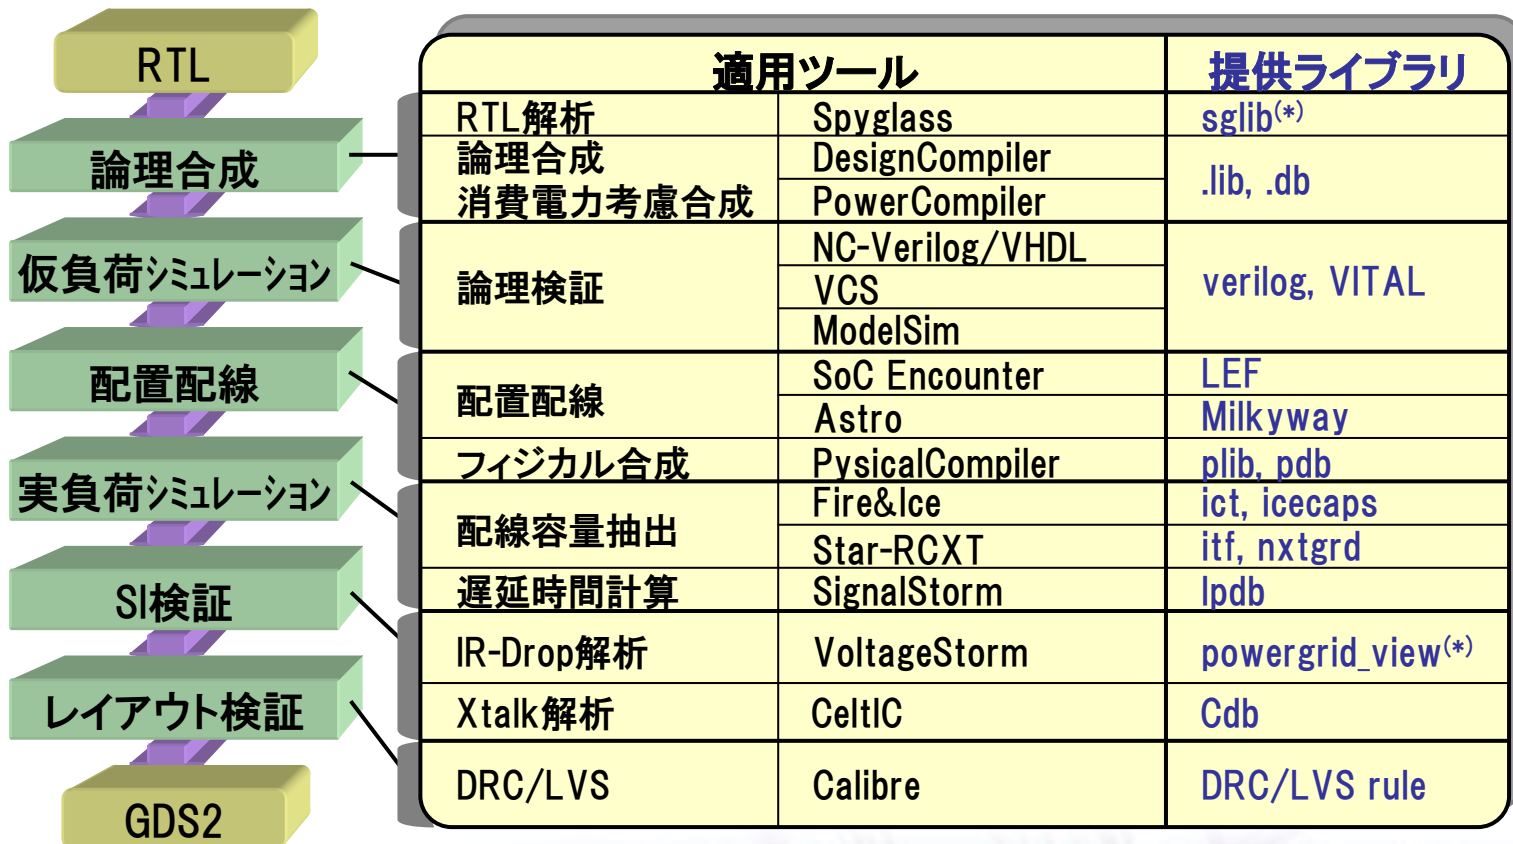 RTL
論理合成
仮負荷シミュレーション
配置配線
実負荷シミュレーション
SI検証
レイアウト検証
GDS2
適用ツール 提供ライブラリ
RTL解析 Spyglass sglib(*)
論理合成 DesignCompiler .lib, .db
消費電力考慮合成 PowerCompiler
論理検証 NC-Verilog/VHDL verilog, VITAL
VCS
ModelSim
配置配線 SoC Encounter LEF
Astro Milkyway
フィジカル合成 PysicalCompiler plib, pdb
配線容量抽出 Fire&Ice ict, icecaps
Star-RCXT itf, nxtgrd
遅延時間計算 SignalStorm lpdb
IR-Drop解析 VoltageStorm powergrid_view(*)
Xtalk解析 CeltIC Cdb
DRC/LVS Calibre DRC/LVS rule